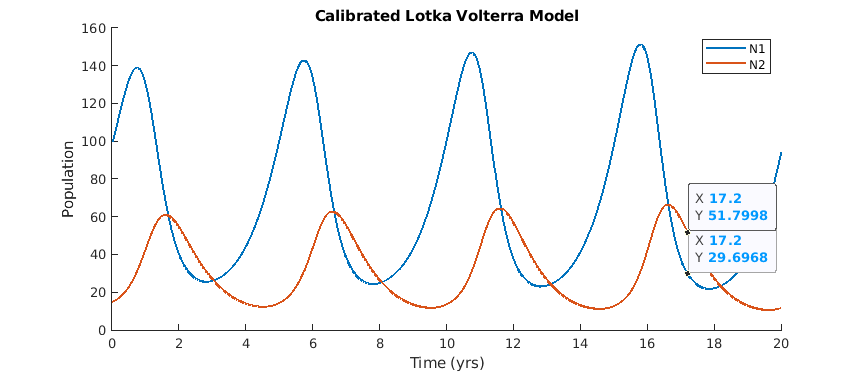 Calibrated Lotka Volterra Model
160
140
120
100
80
60
40
20
0
Population
N1
N2
X 17.2
Y 51.7998
X 17.2
Y 29.6968
0 2 4 6 8 10 12 14 16 18 20
Time (yrs)